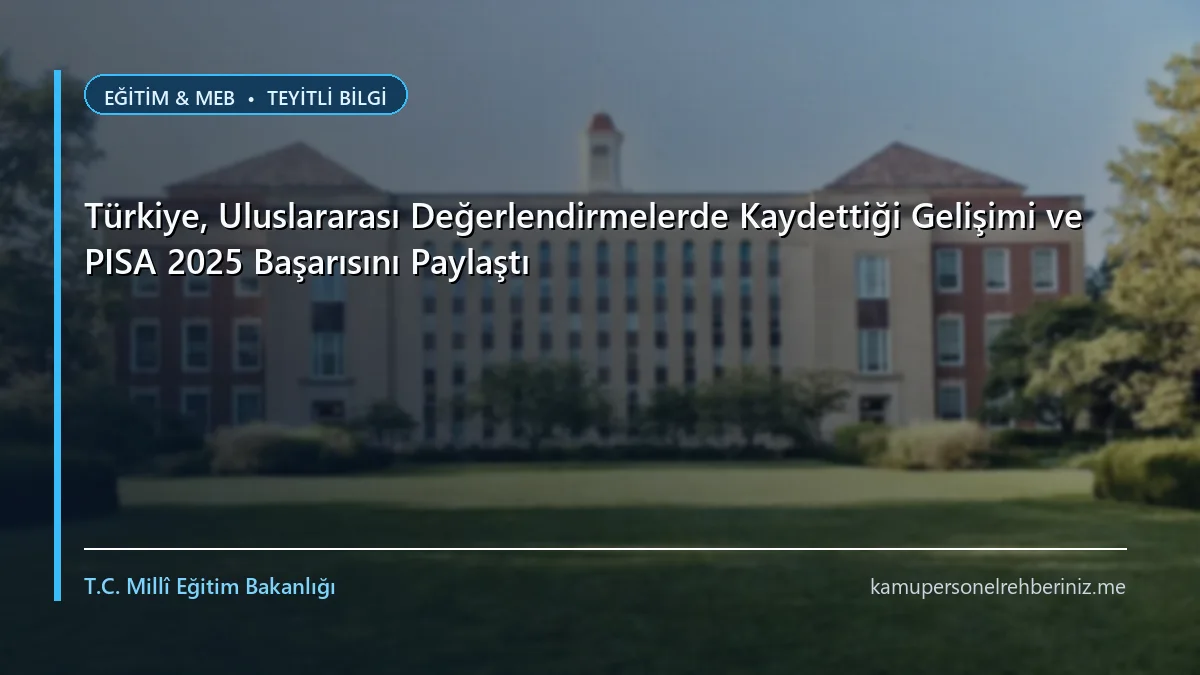 EĞİTİM & MEB • TEYİTLİ BİLGİ
Türkiye, Uluslararası Değerlendirmelerde Kaydettiği Gelişimi ve
PISA 2025 Başarısını Paylaştı
T.C. Millî Eğitim Bakanlığı
kamupersonelrehberiniz.me